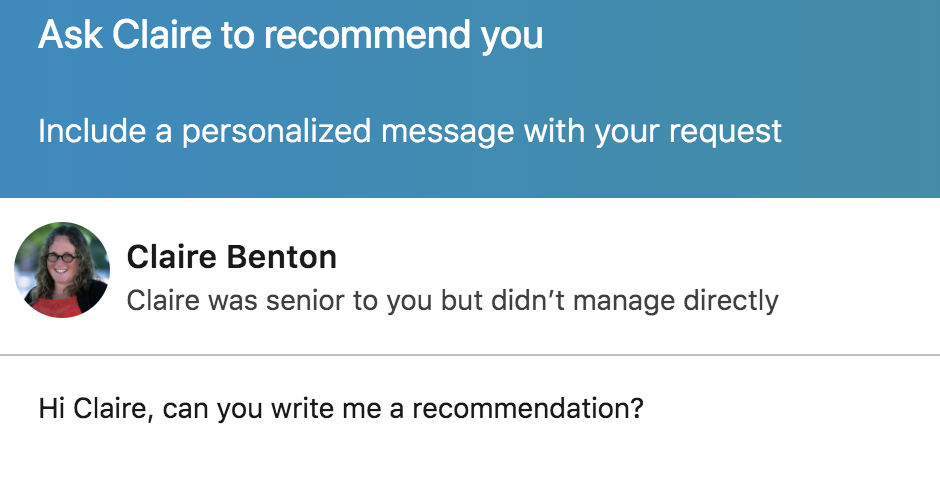 Ask Claire to recommend you
Include a personalized message with your request
Claire Benton
Claire was senior to you but didn’t manage directly
Hi Claire, can you write me a recommendation?